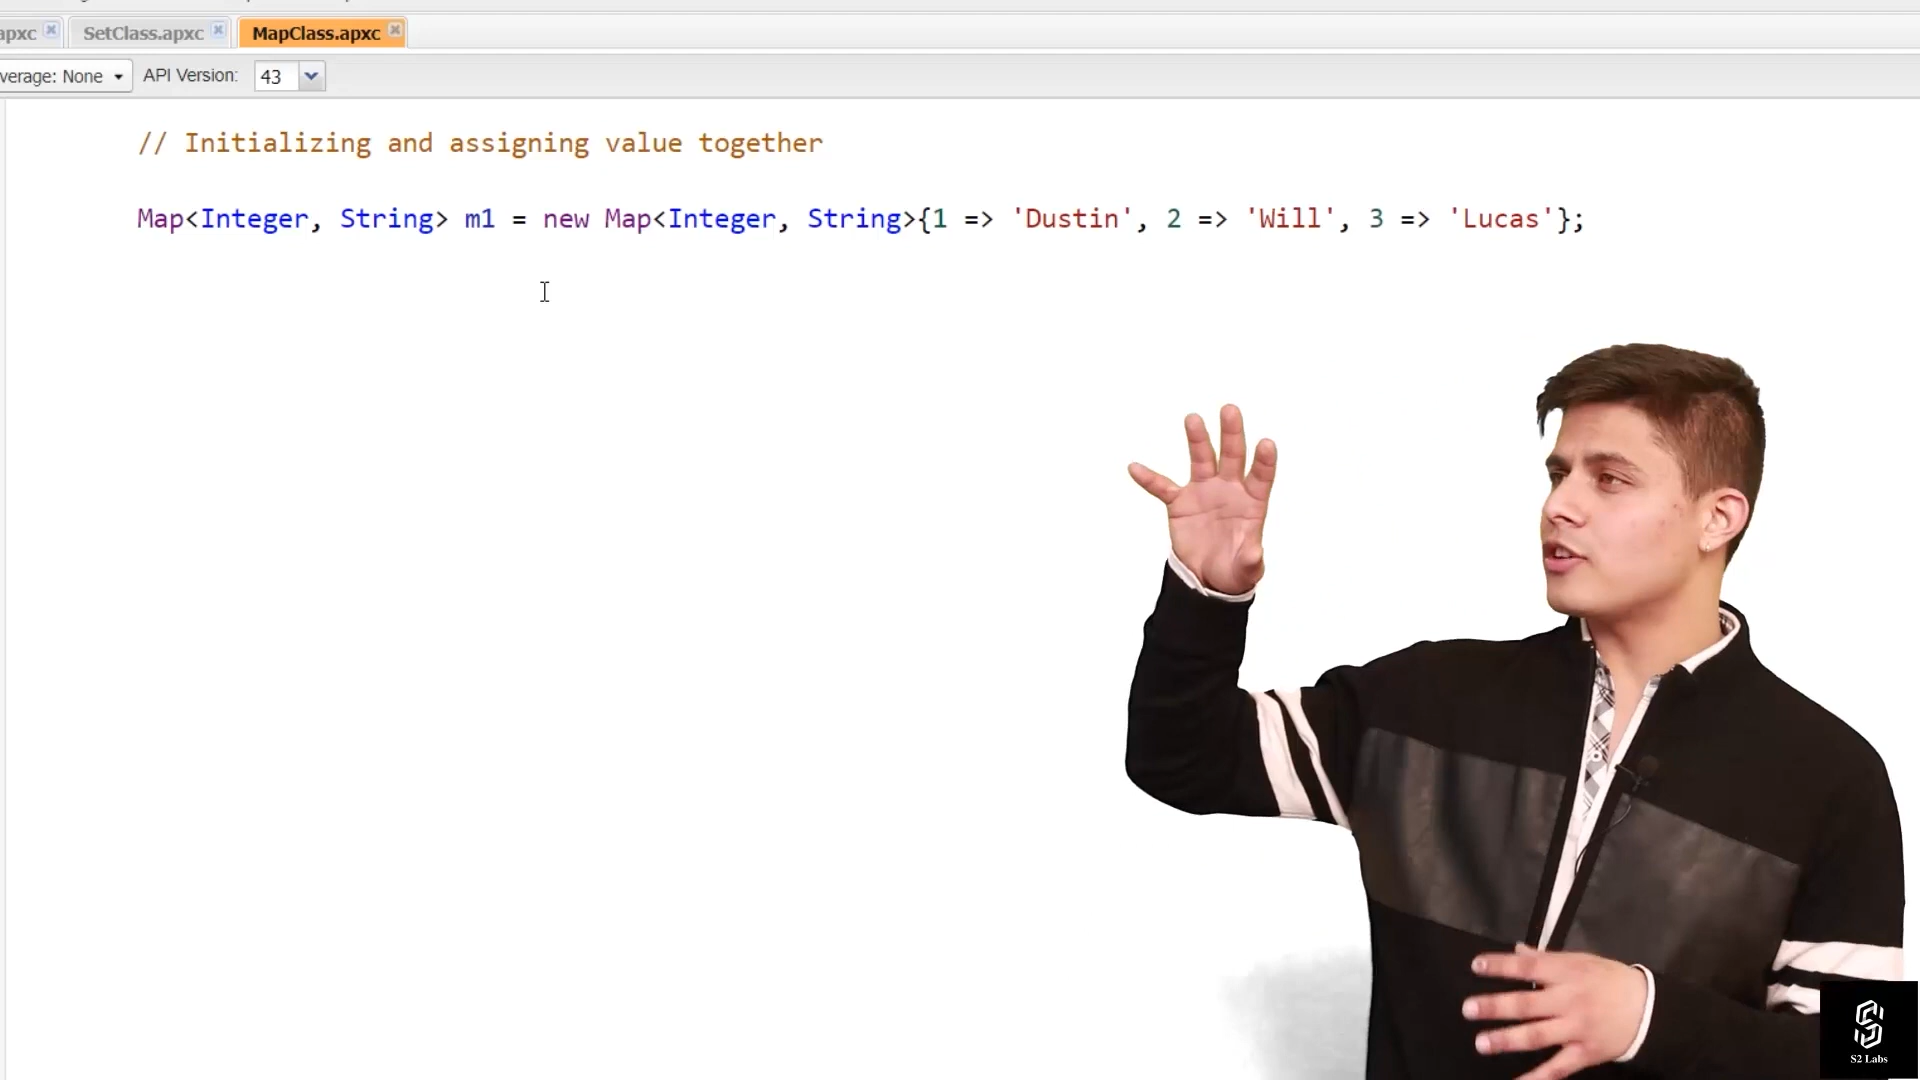 apxc SetClass.apxc MapClass.apxc
verage: None API Version: 43
// Initializing and assigning value together
Map<Integer, String> m1 = new Map<Integer, String>{1 => 'Dustin', 2 => 'Will', 3 => 'Lucas'};
S2 Labs